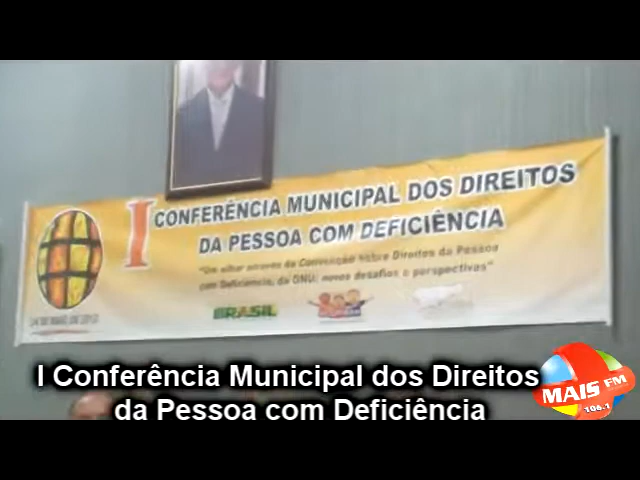 I CONFERÊNCIA MUNICIPAL DOS DIREITOS
DA PESSOA COM DEFICIÊNCIA
"Um olhar através da Convenção sobre Direitos da Pessoa
com Deficiência, da ONU: novos desafios e perspectivas"
BRASIL
I Conferência Municipal dos Direitos
da Pessoa com Deficiência
MAIS FM
106.1